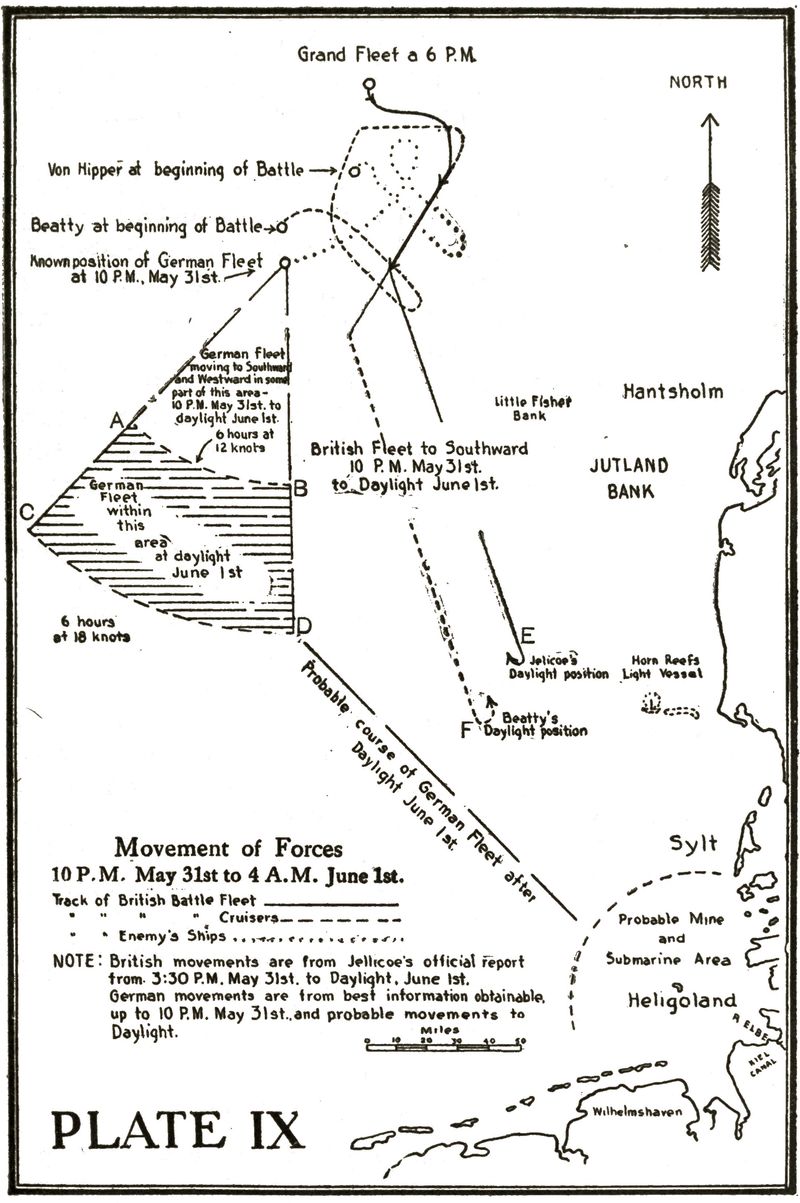 Grand Fleet a 6 P.M.
NORTH
Von Hipper at beginning of Battle
Beatty at beginning of Battle
Known position of German Fleet
at 10 P.M., May 31st.
German Fleet
moving to Southward
and Westward in some
part of this area-
10 P.M. May 31st. to
daylight June 1st.
6 hours at
12 knots
A
B
C
D
German
Fleet
within
this
area
at daylight
June 1st
6 hours
at 18 knots
British Fleet to Southward
10 P.M. May 31st.
to Daylight June 1st.
Little Fisher
Bank
Hantsholm
JUTLAND
BANK
E
Jelicoe's
Daylight position
Horn Reefs
Light Vessel
F
Beatty's
Daylight position
Probable course of German Fleet after
Daylight June 1st.
Sylt
Probable Mine
and
Submarine Area
Heligoland
R. ELBE
KIEL
CANAL
Wilhelmshaven
Movement of Forces
10 P.M. May 31st to 4 A.M. June 1st.
Track of British Battle Fleet
" " " " Cruisers
" " Enemy's Ships
NOTE: British movements are from Jellicoe's official report
from 3:30 P.M. May 31st. to Daylight, June 1st.
German movements are from best information obtainable,
up to 10 P.M. May 31st., and probable movements to
Daylight.
Miles
0 10 20 30 40 50
PLATE IX